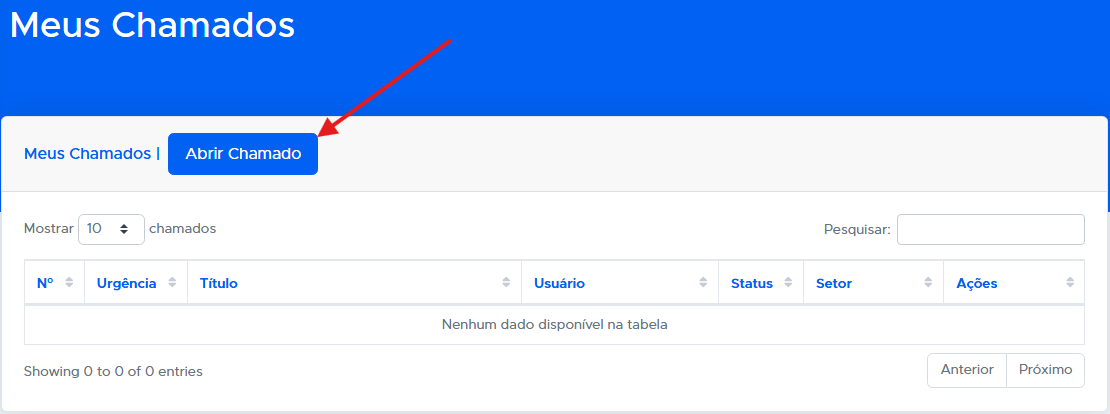 Meus Chamados
Meus Chamados | Abrir Chamado
Mostrar 10 chamados Pesquisar:
Nº Urgência Título Usuário Status Setor Ações
Nenhum dado disponível na tabela
Showing 0 to 0 of 0 entries Anterior Próximo